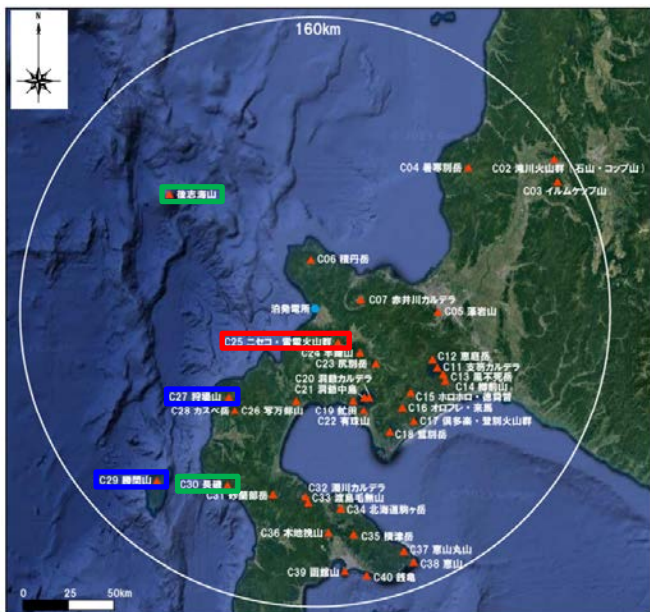 160km
C04 暑寒別岳
C02 滝川火山群（石山・コップ山）
C03 イルムケップ山
後志海山
C06 積丹岳
C07 赤井川カルデラ
泊発電所
C05 藻岩山
C25 ニセコ・雷電火山群
C24 羊蹄山
C23 尻別岳
C12 恵庭岳
C11 支笏カルデラ
C13 風不死岳
C14 樽前山
C20 洞爺カルデラ
C21 洞爺中島
C15 ホロホロ・徳舜瞥
C27 狩場山
C28 カスベ岳
C26 写万部山
C19 虻田
C16 オロフレ・来馬
C22 有珠山
C17 倶多楽・登別火山群
C18 鷲別岳
C29 勝澗山
C30 長磯
C31 砂蘭部岳
C32 濁川カルデラ
C33 渡島毛無山
C34 北海道駒ヶ岳
C36 木地挽山
C35 横津岳
C37 恵山丸山
C38 恵山
C39 函館山
C40 銭亀
0 25 50km